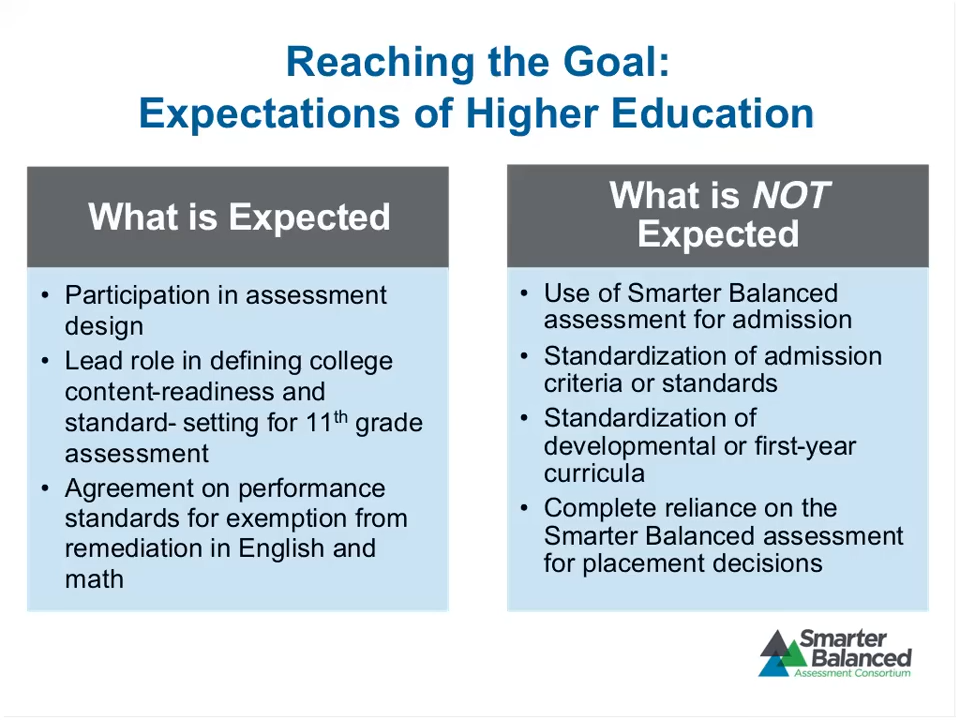 Reaching the Goal:
Expectations of Higher Education
What is Expected
• Participation in assessment
design
• Lead role in defining college
content-readiness and
standard- setting for 11th grade
assessment
• Agreement on performance
standards for exemption from
remediation in English and
math
What is NOT
Expected
• Use of Smarter Balanced
assessment for admission
• Standardization of admission
criteria or standards
• Standardization of
developmental or first-year
curricula
• Complete reliance on the
Smarter Balanced assessment
for placement decisions
Smarter
Balanced
Assessment Consortium